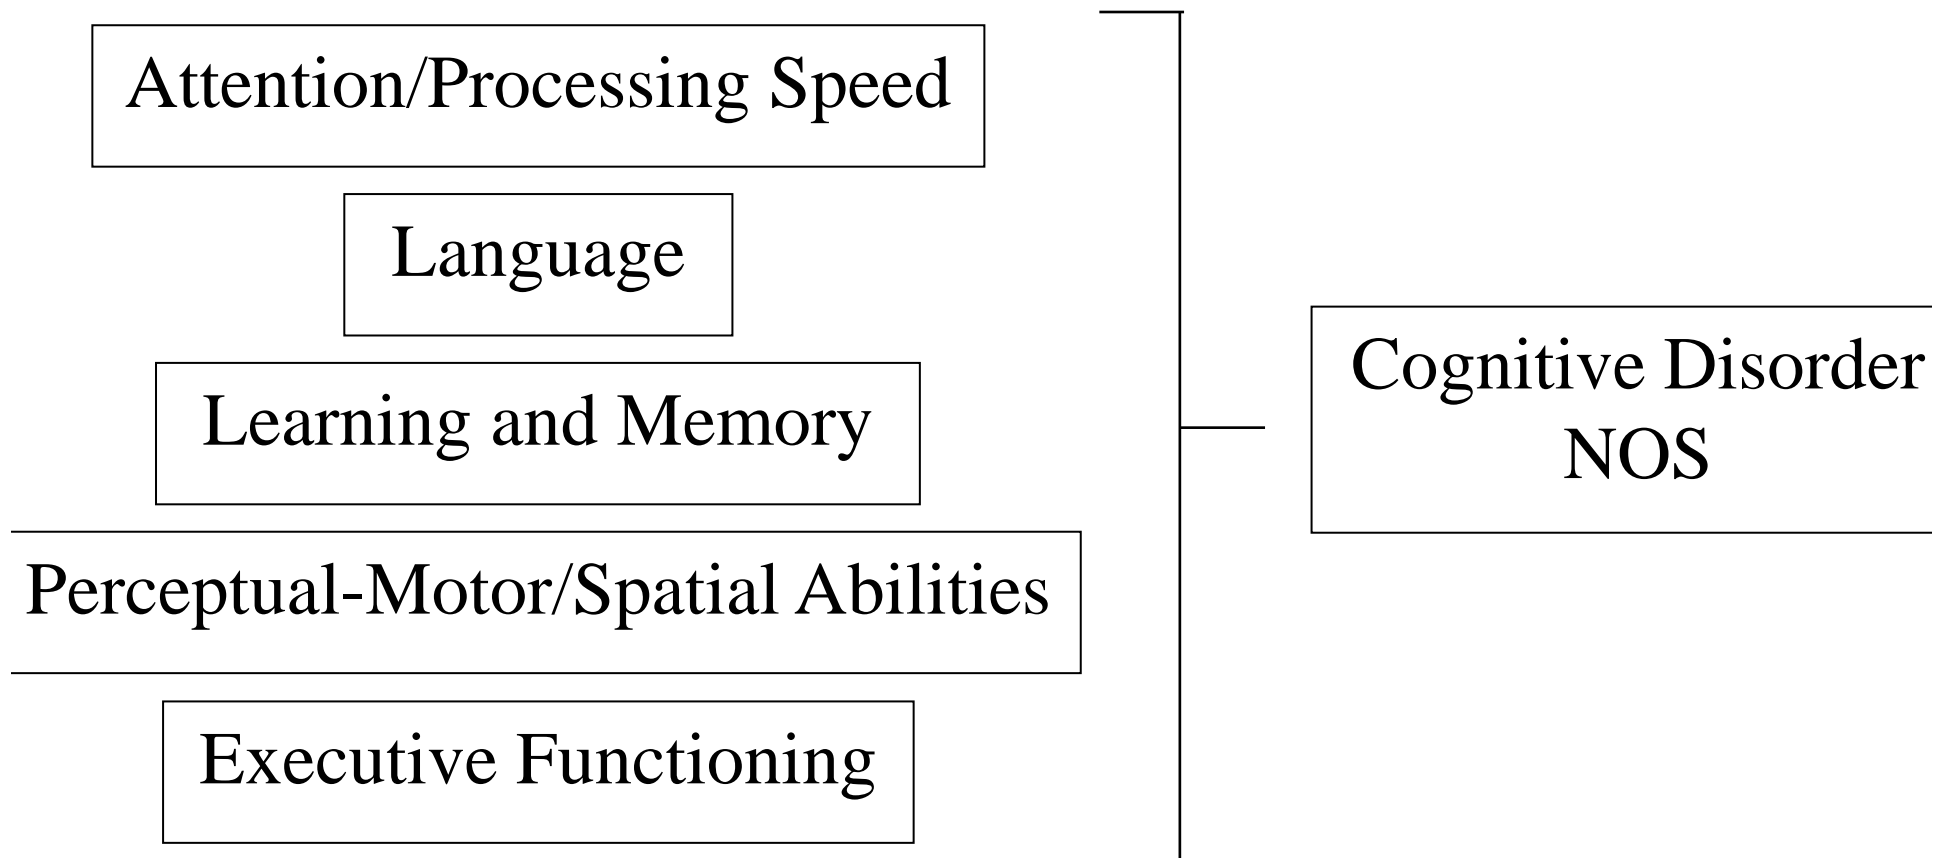 Attention/Processing Speed
Language
Learning and Memory
Perceptual-Motor/Spatial Abilities
Executive Functioning
Cognitive Disorder
NOS